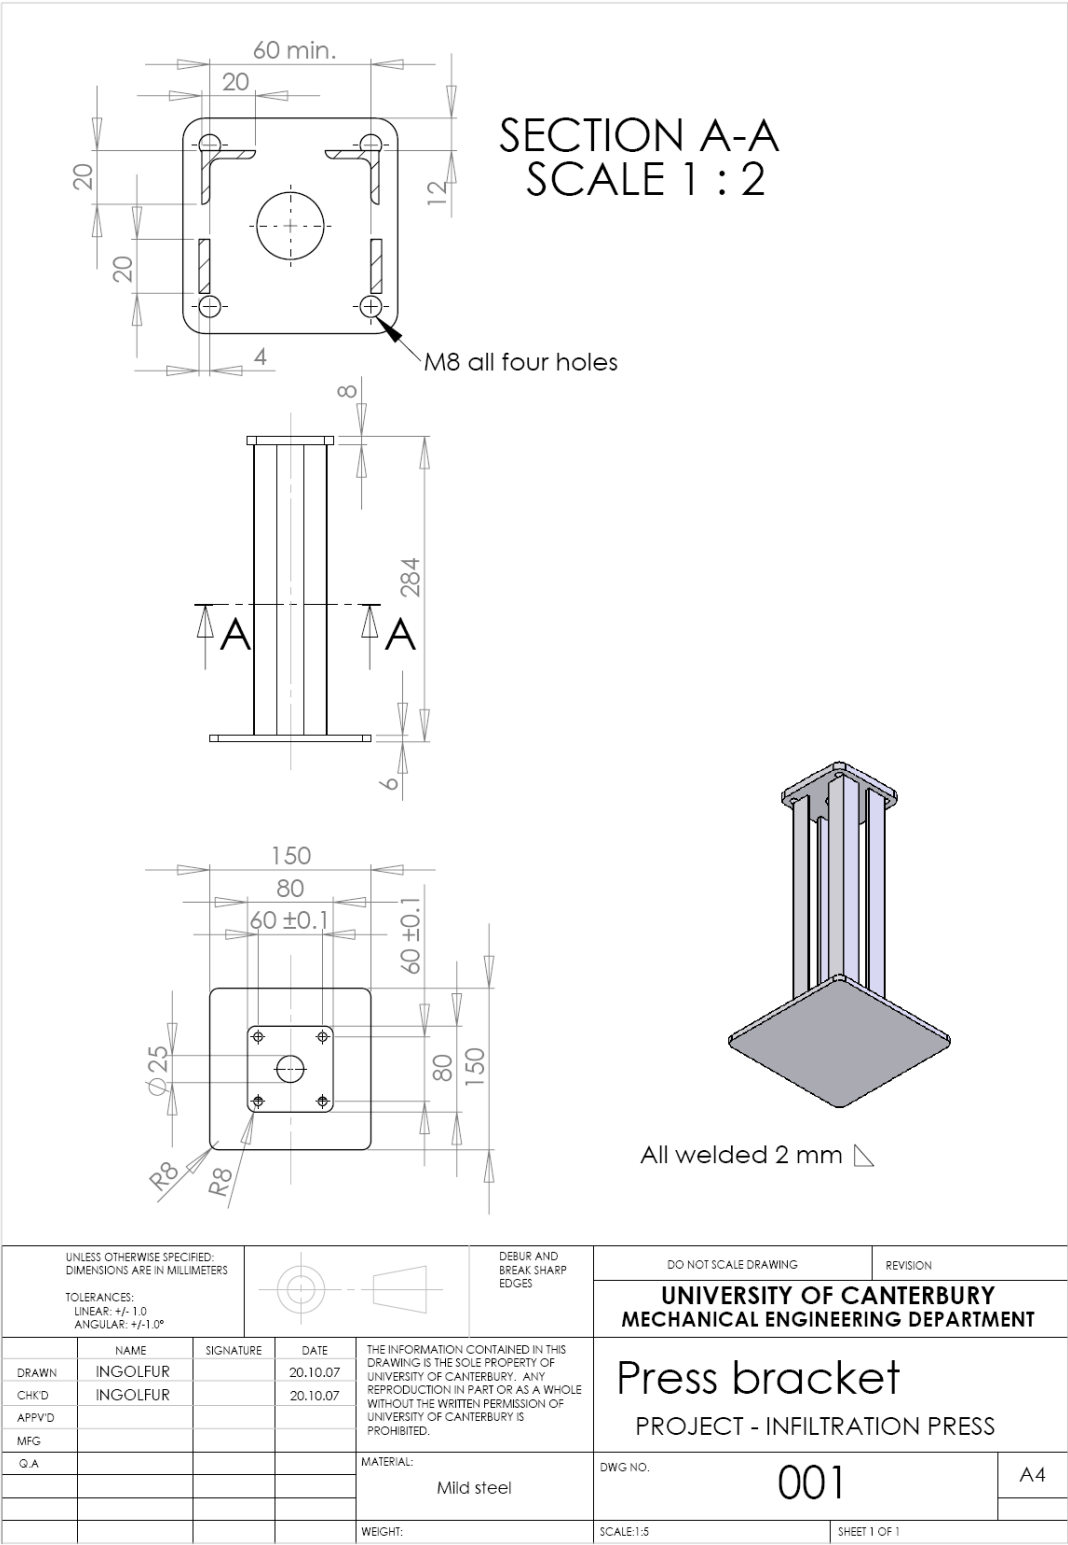 60 min.
20
SECTION A-A
SCALE 1 : 2
20
12
20
4
M8 all four holes
8
284
A
A
6
150
80
60 ±0.1
60 ±0.1
∅25
80
150
R8
R8
All welded 2 mm
UNLESS OTHERWISE SPECIFIED:
DIMENSIONS ARE IN MILLIMETERS
TOLERANCES:
LINEAR: +/- 1.0
ANGULAR: +/-1.0°
DEBUR AND
BREAK SHARP
EDGES
DO NOT SCALE DRAWING
REVISION
UNIVERSITY OF CANTERBURY
MECHANICAL ENGINEERING DEPARTMENT
NAME
SIGNATURE
DATE
DRAWN
INGOLFUR
20.10.07
CHK'D
INGOLFUR
20.10.07
APPV'D
MFG
Q.A
THE INFORMATION CONTAINED IN THIS
DRAWING IS THE SOLE PROPERTY OF
UNIVERSITY OF CANTERBURY. ANY
REPRODUCTION IN PART OR AS A WHOLE
WITHOUT THE WRITTEN PERMISSION OF
UNIVERSITY OF CANTERBURY IS
PROHIBITED.
Press bracket
PROJECT - INFILTRATION PRESS
MATERIAL:
Mild steel
DWG NO.
001
A4
WEIGHT:
SCALE:1:5
SHEET 1 OF 1